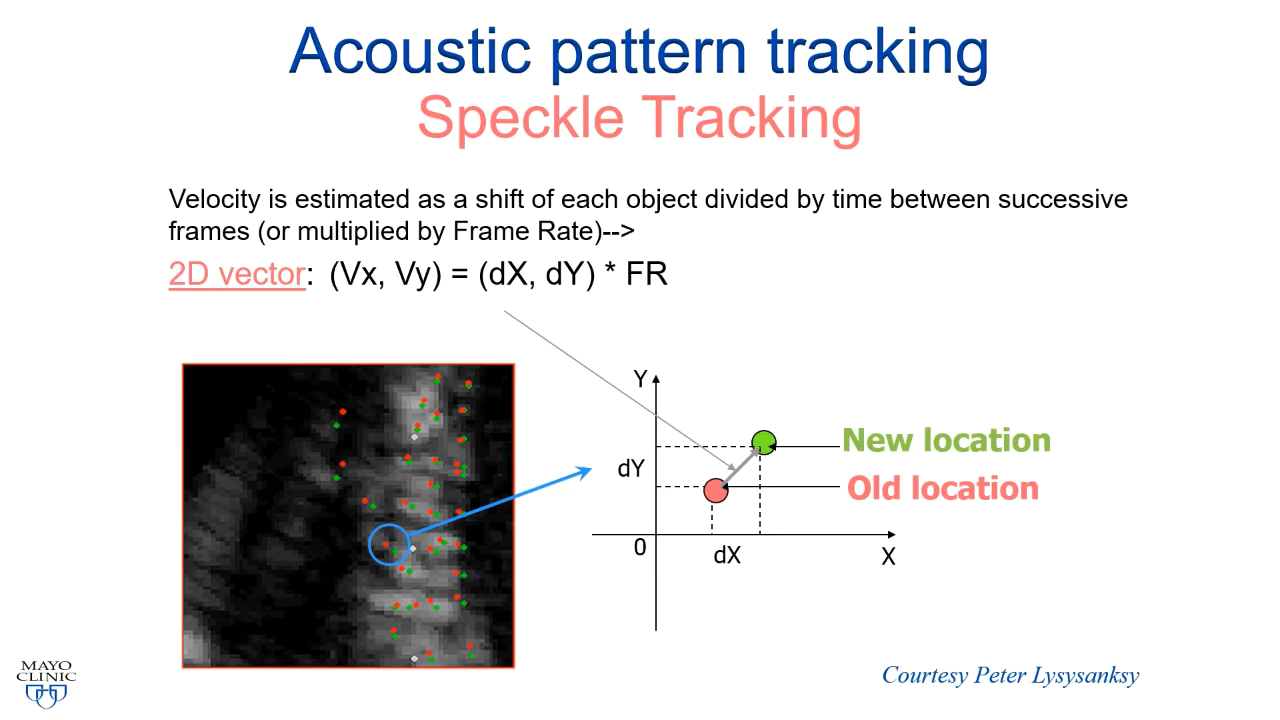 Acoustic pattern tracking
Speckle Tracking
Velocity is estimated as a shift of each object divided by time between successive
frames (or multiplied by Frame Rate)-->
2D vector: (Vx, Vy) = (dX, dY) * FR
Y
New location
dY
Old location
0
dX
X
MAYO
CLINIC
Courtesy Peter Lysysanksy